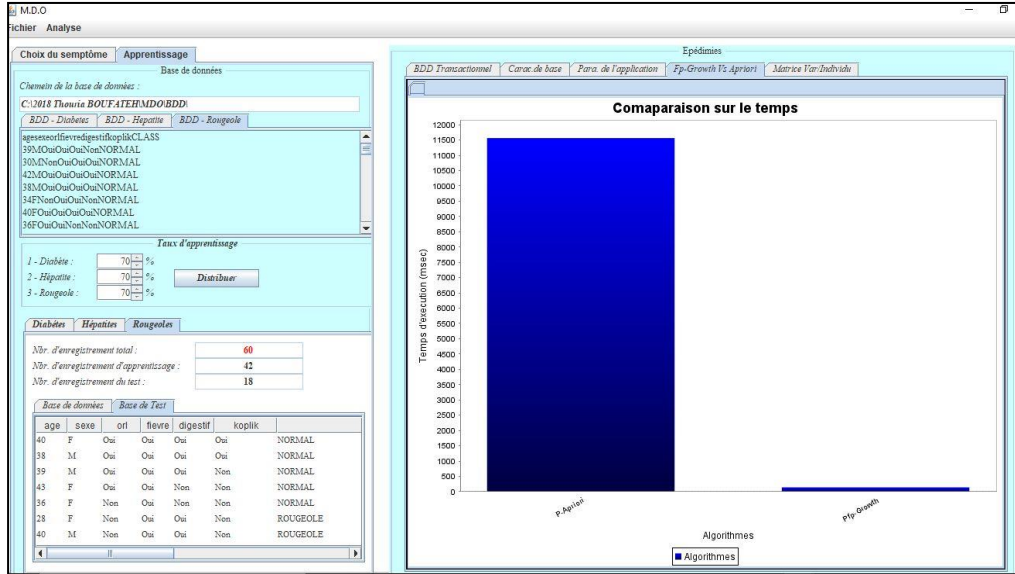 M.D.O
Fichier Analyse
Choix du semptôme Apprentissage
Base de données
Chemein de la base de données :
C:\2018 Thouria BOUFATEH\MDO\BDD\
BDD - Diabetes BDD - Hepatite BDD - Rougeole
agesexeorlfievredigestifkoplikCLASS
39MOuiOuiOuiNonNORMAL
30MNonOuiOuiOuiNORMAL
42MOuiOuiOuiOuiNORMAL
38MOuiOuiOuiOuiNORMAL
34FNonOuiOuiNonNORMAL
40FOuiOuiOuiOuiNORMAL
36FOuiOuiNonNonNORMAL
Taux d'apprentissage
1 - Diabète : 70 %
2 - Hépatite : 70 % Distribuer
3 - Rougeole : 70 %
Diabétes Hépatites Rougeoles
Nbr. d'enregistrement total : 60
Nbr. d'enregistrement d'apprentissage : 42
Nbr. d'enregistrement du test : 18
Base de données Base de Test
age sexe orl fievre digestif koplik
40 F Oui Oui Oui Oui NORMAL
38 M Oui Oui Oui Oui NORMAL
39 M Oui Oui Oui Non NORMAL
43 F Oui Oui Non Non NORMAL
36 F Non Oui Non Non NORMAL
28 F Non Oui Oui Non ROUGEOLE
40 M Non Oui Oui Non ROUGEOLE
Epédimies
BDD Transactionnel Carac.de base Para. de l'application Fp-Growth Vs Apriori Matrice Var/Individu
Comaparaison sur le temps
Temps d'execution (msec)
12000
11500
11000
10500
10000
9500
9000
8500
8000
7500
7000
6500
6000
5500
5000
4500
4000
3500
3000
2500
2000
1500
1000
500
0
P.Apriori Pfp-Growth
Algorithmes
Algorithmes